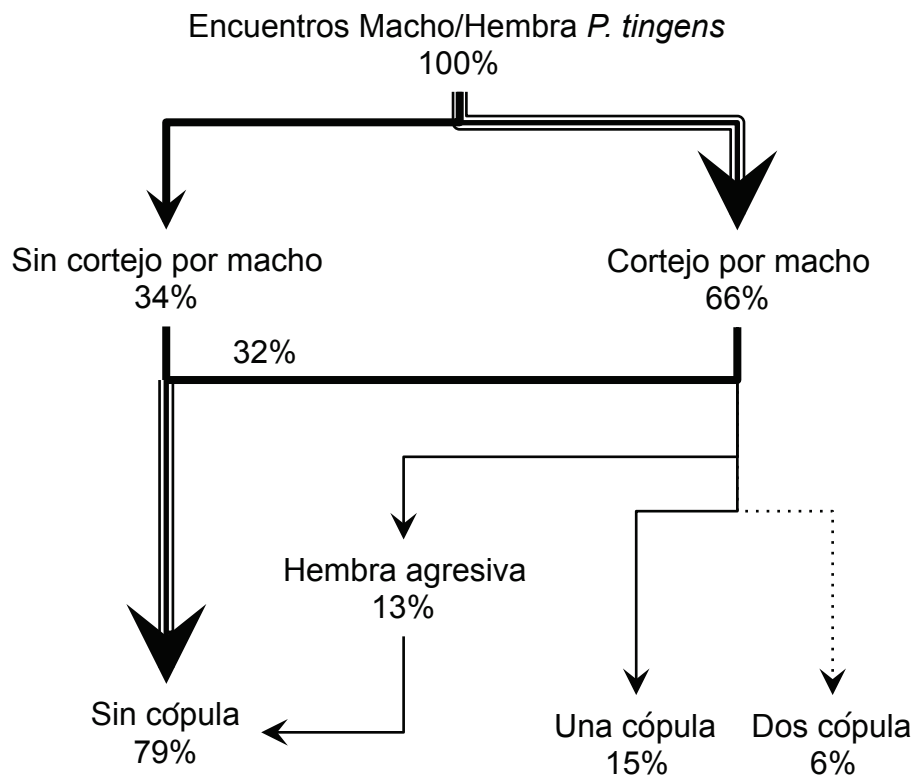 Encuentros Macho/Hembra P. tingens
100%
Sin cortejo por macho
34%
Cortejo por macho
66%
32%
Hembra agresiva
13%
Sin cópula
79%
Una cópula
15%
Dos cópula
6%